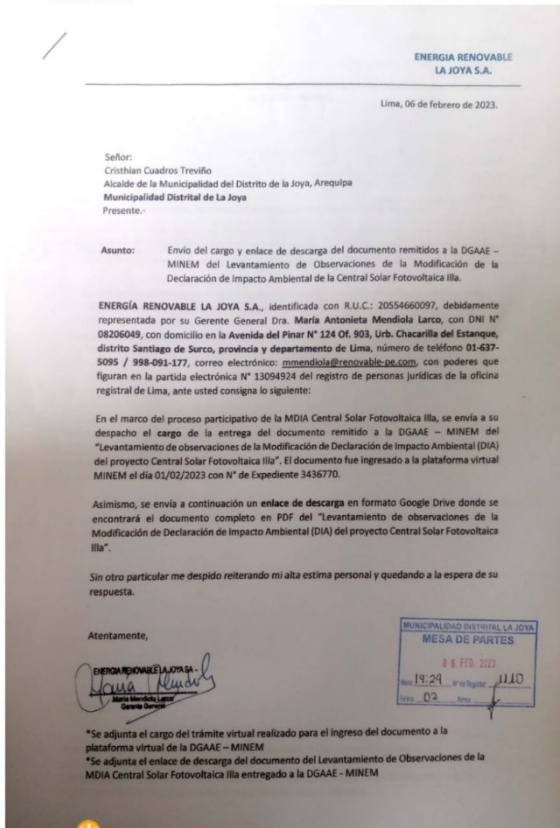 ENERGIA RENOVABLE
LA JOYA S.A.
Lima, 06 de febrero de 2023.
Señor:
Cristhian Cuadros Treviño
Alcalde de la Municipalidad del Distrito de la Joya, Arequipa
Municipalidad Distrital de La Joya
Presente.-
Asunto: Envío del cargo y enlace de descarga del documento remitidos a la DGAAE –
MINEM del Levantamiento de Observaciones de la Modificación de la
Declaración de Impacto Ambiental de la Central Solar Fotovoltaica Illa.
ENERGÍA RENOVABLE LA JOYA S.A., identificada con R.U.C.: 20554660097, debidamente
representada por su Gerente General Dra. María Antonieta Mendiola Larco, con DNI N°
08206049, con domicilio en la Avenida del Pinar N° 124 Of. 903, Urb. Chacarilla del Estanque,
distrito Santiago de Surco, provincia y departamento de Lima, número de teléfono 01-637-
5095 / 998-091-177, correo electrónico: mmendiola@renovable-pe.com, con poderes que
figuran en la partida electrónica N° 13094924 del registro de personas jurídicas de la oficina
registral de Lima, ante usted consigna lo siguiente:
En el marco del proceso participativo de la MDIA Central Solar Fotovoltaica Illa, se envía a su
despacho el cargo de la entrega del documento remitido a la DGAAE – MINEM del
"Levantamiento de observaciones de la Modificación de Declaración de Impacto Ambiental (DIA)
del proyecto Central Solar Fotovoltaica Illa". El documento fue ingresado a la plataforma virtual
MINEM el día 01/02/2023 con N° de Expediente 3436770.
Asimismo, se envía a continuación un enlace de descarga en formato Google Drive donde se
encontrará el documento completo en PDF del "Levantamiento de observaciones de la
Modificación de Declaración de Impacto Ambiental (DIA) del proyecto Central Solar Fotovoltaica
Illa".
Sin otro particular me despido reiterando mi alta estima personal y quedando a la espera de su
respuesta.
Atentamente,
ENERGIA RENOVABLE LA JOYA SA
Maria Mendiola Larco
Gerente General
MUNICIPALIDAD DISTRITAL LA JOYA
MESA DE PARTES
FEB. 2023
19:29 N° de Registro 1110
02
*Se adjunta el cargo del trámite virtual realizado para el ingreso del documento a la
plataforma virtual de la DGAAE – MINEM
*Se adjunta el enlace de descarga del documento del Levantamiento de Observaciones de la
MDIA Central Solar Fotovoltaica Illa entregado a la DGAAE - MINEM